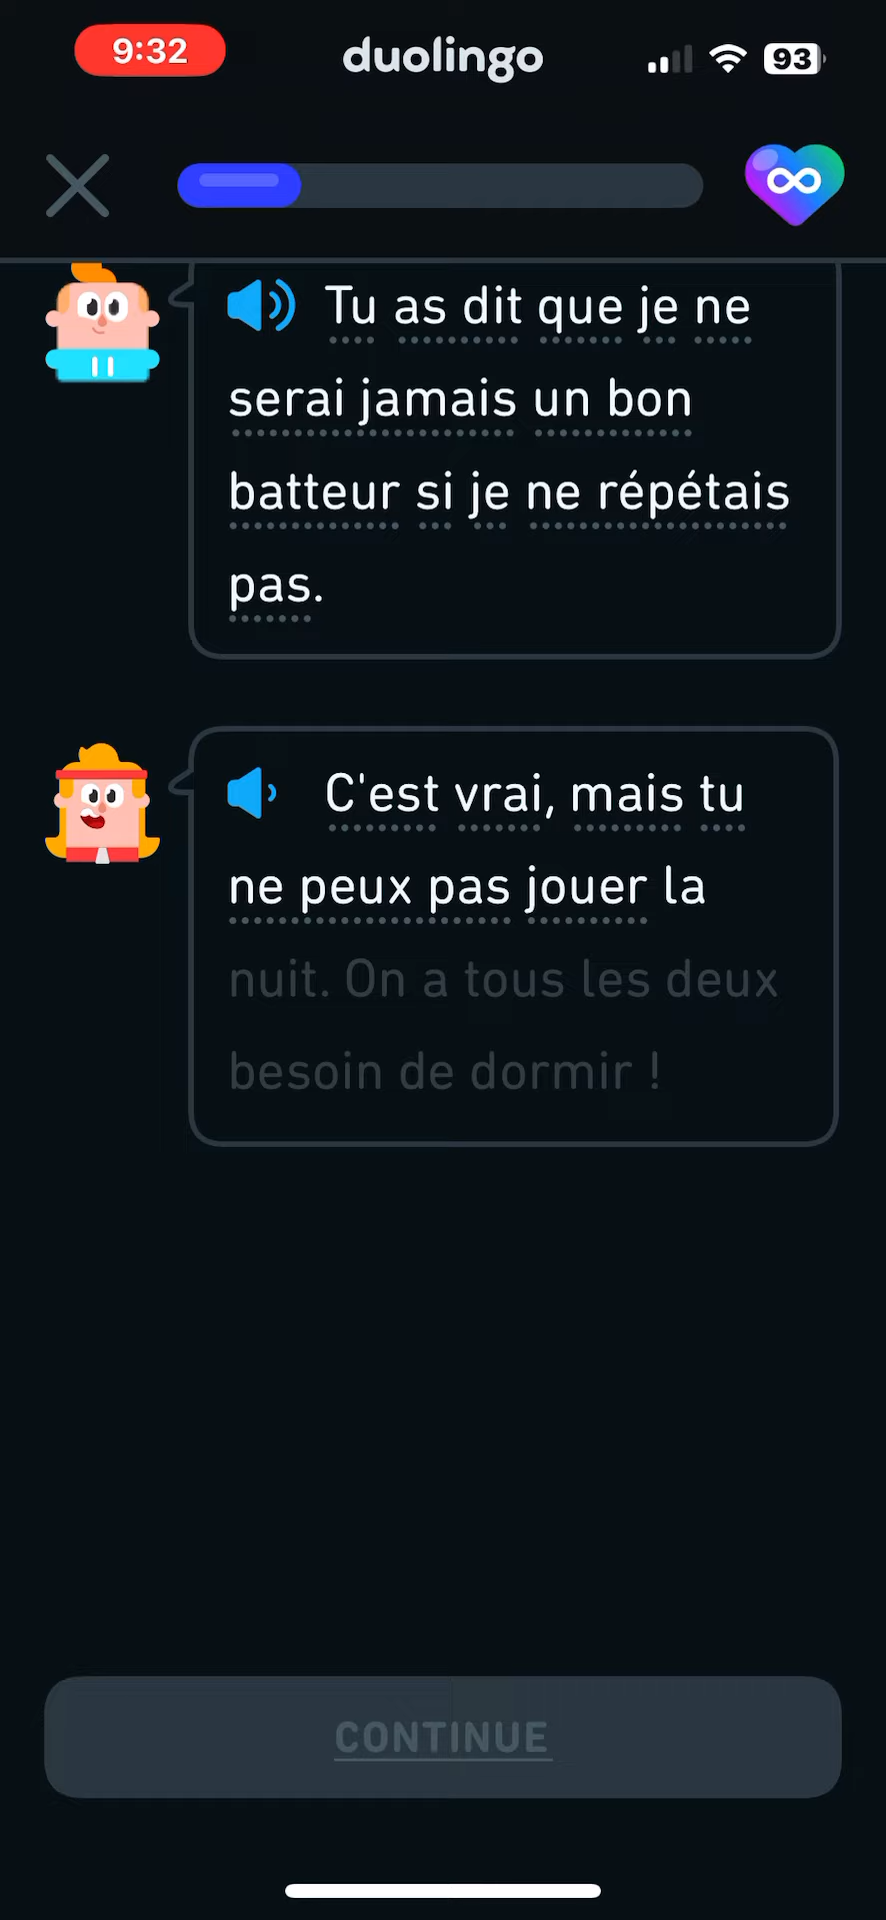 9:32
duolingo
93
Tu as dit que je ne
serai jamais un bon
batteur si je ne répétais
pas.
C'est vrai, mais tu
ne peux pas jouer la
nuit. On a tous les deux
besoin de dormir !
CONTINUE